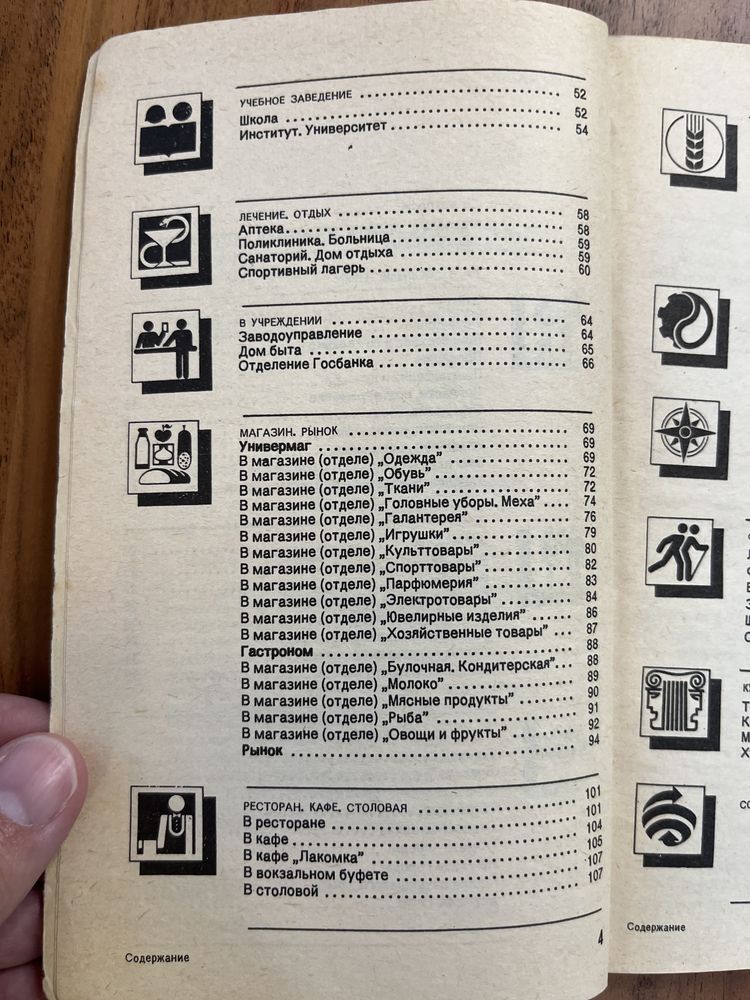 УЧЕБНОЕ ЗАВЕДЕНИЕ 52
Школа 52
Институт. Университет 54
ЛЕЧЕНИЕ. ОТДЫХ 58
Аптека 58
Поликлиника. Больница 59
Санаторий. Дом отдыха 59
Спортивный лагерь 60
В УЧРЕЖДЕНИИ 64
Заводоуправление 64
Дом быта 65
Отделение Госбанка 66
МАГАЗИН. РЫНОК 69
Универмаг 69
В магазине (отделе) „Одежда” 69
В магазине (отделе) „Обувь” 72
В магазине (отделе) „Ткани” 72
В магазине (отделе) „Головные уборы. Меха” 74
В магазине (отделе) „Галантерея” 76
В магазине (отделе) „Игрушки” 79
В магазине (отделе) „Культтовары” 80
В магазине (отделе) „Спорттовары” 82
В магазине (отделе) „Парфюмерия” 83
В магазине (отделе) „Электротовары” 84
В магазине (отделе) „Ювелирные изделия” 86
В магазине (отделе) „Хозяйственные товары” 87
Гастроном 88
В магазине (отделе) „Булочная. Кондитерская” 88
В магазине (отделе) „Молоко” 89
В магазине (отделе) „Мясные продукты” 90
В магазине (отделе) „Рыба” 91
В магазине (отделе) „Овощи и фрукты” 92
Рынок 94
РЕСТОРАН. КАФЕ. СТОЛОВАЯ 101
В ресторане 101
В кафе 104
В кафе „Лакомка” 105
В вокзальном буфете 107
В столовой 107
4
Содержание
Содержание